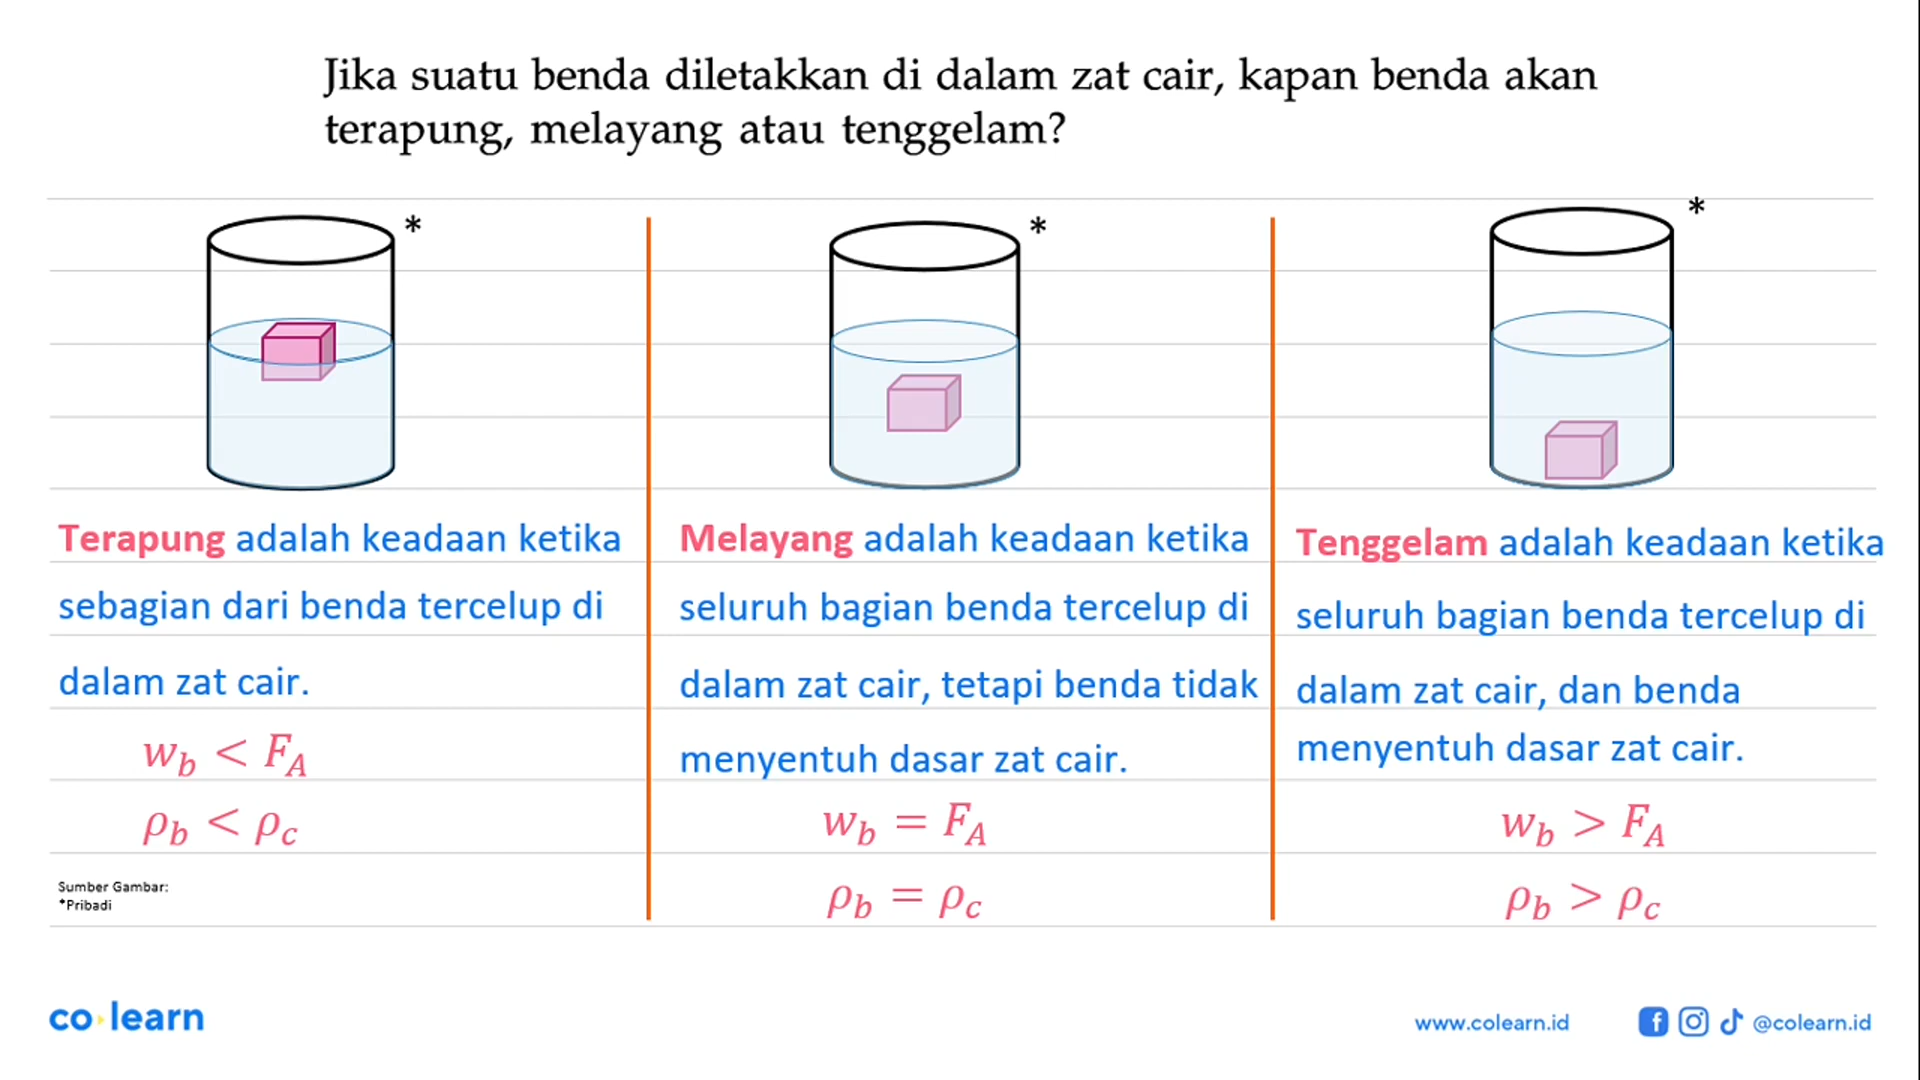 Jika suatu benda diletakkan di dalam zat cair, kapan benda akan
terapung, melayang atau tenggelam?
*
*
*
Terapung adalah keadaan ketika
sebagian dari benda tercelup di
dalam zat cair.
w_b < F_A
ρ_b < ρ_c
Sumber Gambar:
*Pribadi
Melayang adalah keadaan ketika
seluruh bagian benda tercelup di
dalam zat cair, tetapi benda tidak
menyentuh dasar zat cair.
w_b = F_A
ρ_b = ρ_c
Tenggelam adalah keadaan ketika
seluruh bagian benda tercelup di
dalam zat cair, dan benda
menyentuh dasar zat cair.
w_b > F_A
ρ_b > ρ_c
co learn
www.colearn.id
@colearn.id